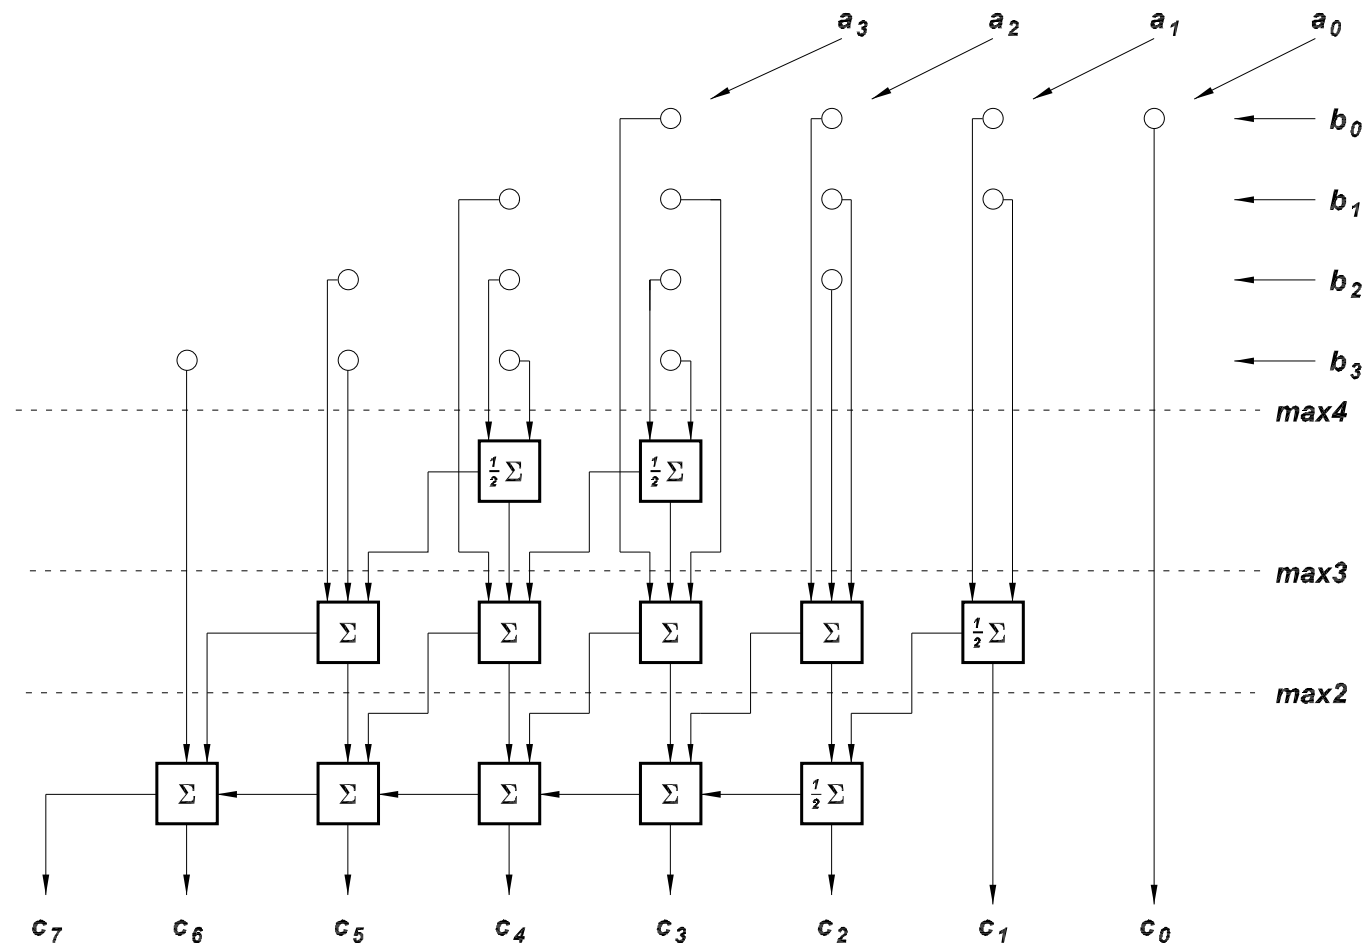 a₃ a₂ a₁ a₀
b₀
b₁
b₂
b₃
max4
½ Σ ½ Σ
max3
Σ Σ Σ Σ ½ Σ
max2
Σ Σ Σ Σ ½ Σ
c₇ c₆ c₅ c₄ c₃ c₂ c₁ c₀